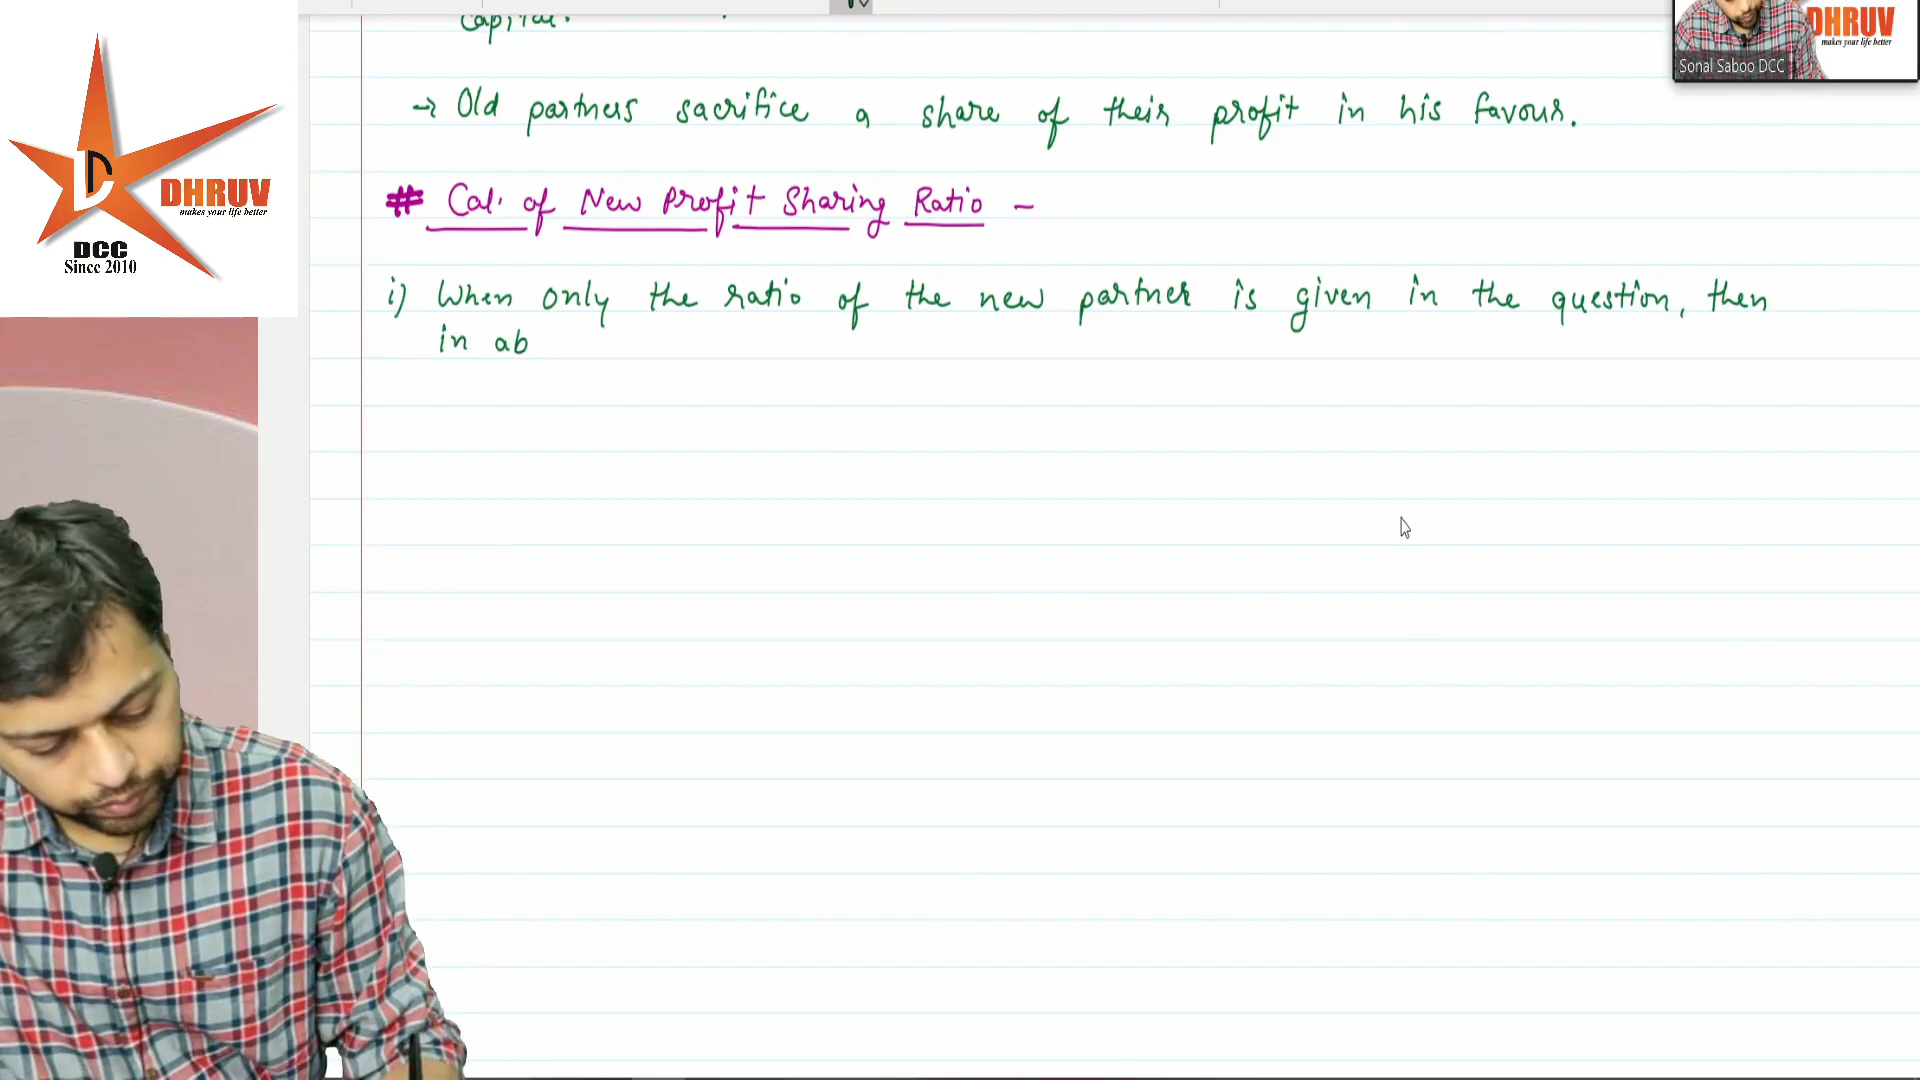 capital.
DHRUV
makes your life better
Sonal Saboo DCC
→ Old partners sacrifice a share of their profit in his favour.
DC
DHRUV
makes your life better
DCC
Since 2010
# Cal. of New Profit Sharing Ratio -
i) When only the ratio of the new partner is given in the question, then
in ab